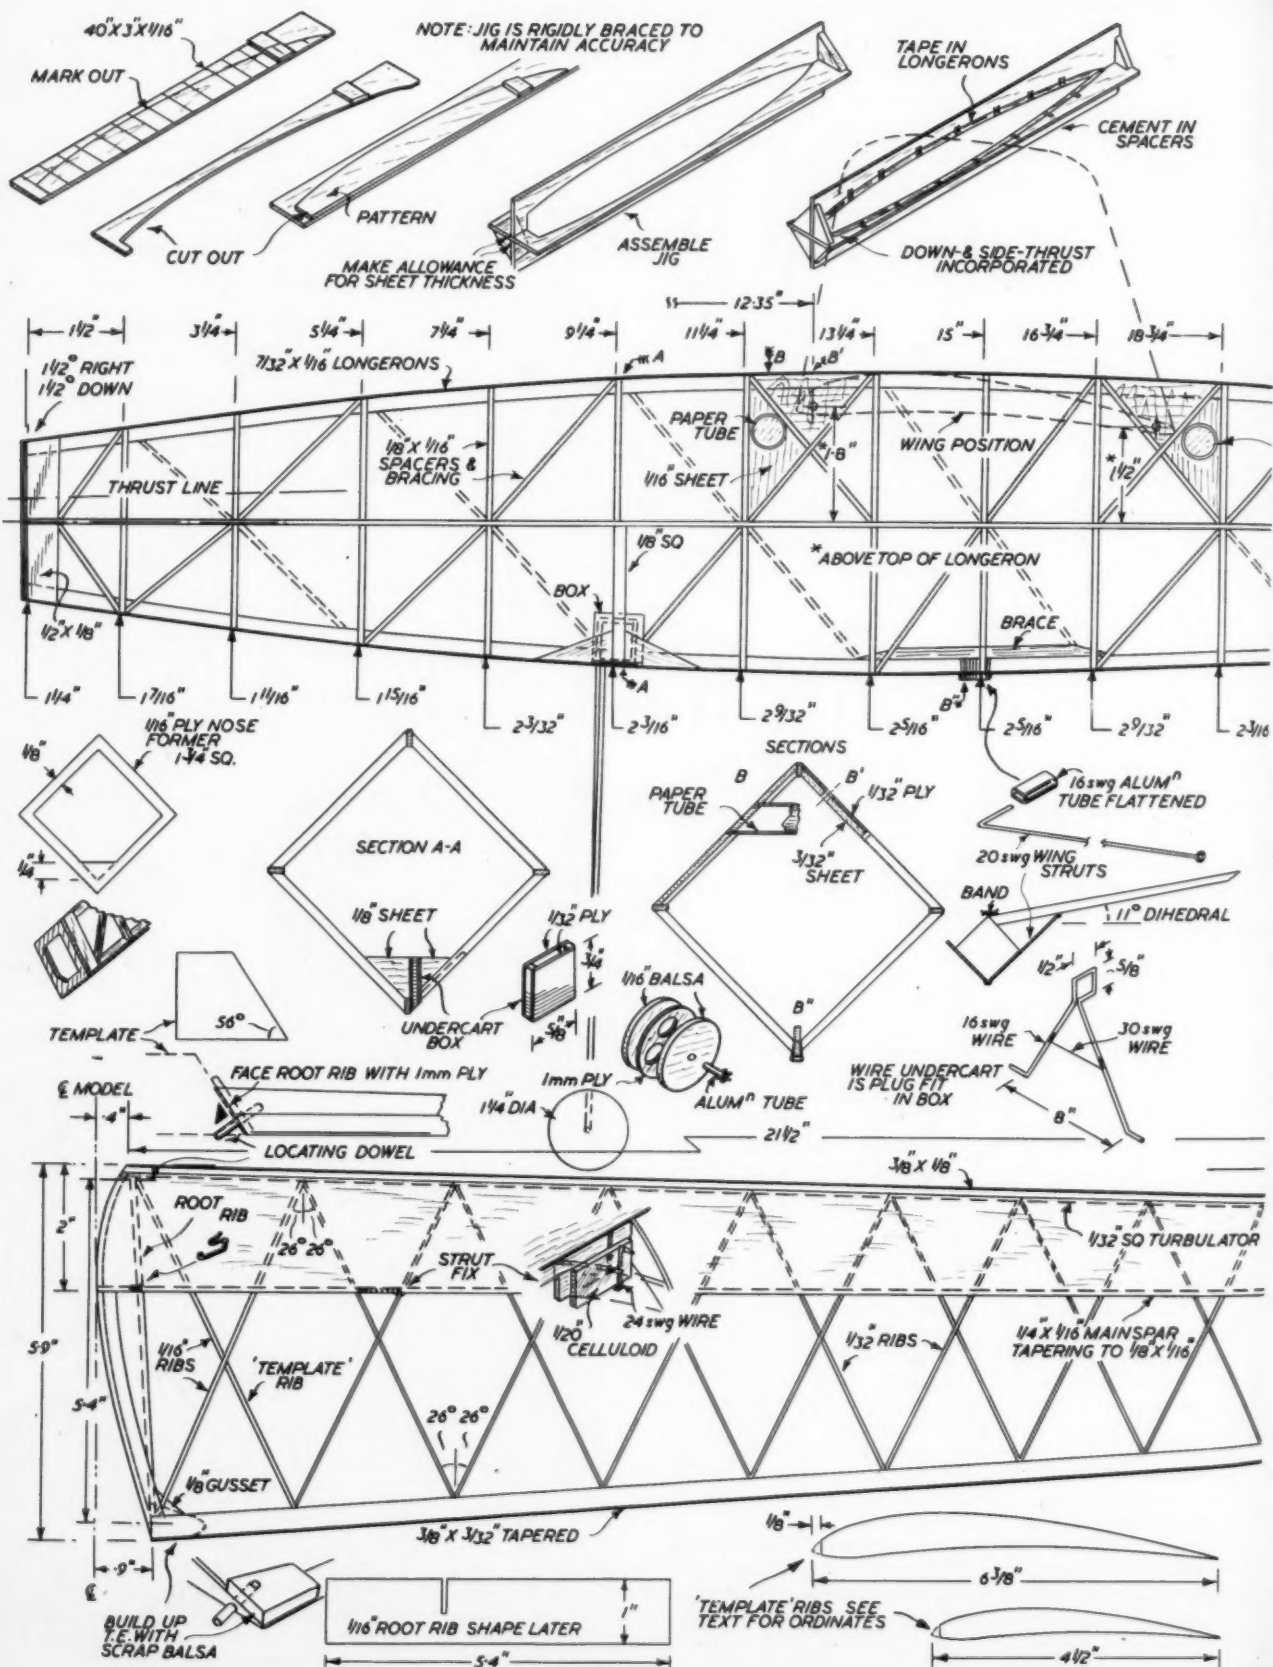 40"X3"X1/16"
MARK OUT
CUT OUT
NOTE: JIG IS RIGIDLY BRACED TO
MAINTAIN ACCURACY
PATTERN
MAKE ALLOWANCE
FOR SHEET THICKNESS
ASSEMBLE
JIG
TAPE IN
LONGERONS
CEMENT IN
SPACERS
DOWN- & SIDE-THRUST
INCORPORATED
12·35"
1 1/2"
3 1/4"
5 1/4"
7 1/4"
9 1/4"
11 1/4"
13 1/4"
15"
16 3/4"
18 3/4"
1 1/2° RIGHT
1 1/2° DOWN
7/32" X 1/16" LONGERONS
A
B
B'
PAPER
TUBE
1/8" X 1/16"
SPACERS &
BRACING
1/16" SHEET
*1·8"
WING POSITION
*1 1/2"
THRUST LINE
1/8" SQ
*ABOVE TOP OF LONGERON
BOX
BRACE
1/2" X 1/8"
A
B"
1 1/4"
1 7/16"
1 11/16"
1 15/16"
2 3/32"
2 3/16"
2 9/32"
2 5/16"
2 5/16"
2 9/32"
2 3/16
1/16" PLY NOSE
FORMER
1 3/4" SQ.
1/8"
1/4"
SECTION A-A
1/8" SHEET
UNDERCART
BOX
1/32" PLY
3/4"
5/8"
SECTIONS
B
B'
PAPER
TUBE
1/32" PLY
3/32"
SHEET
B"
16 swg ALUMn
TUBE FLATTENED
20 swg WING
STRUTS
BAND
11° DIHEDRAL
1/2"
5/8"
16 swg
WIRE
30 swg
WIRE
WIRE UNDERCART
IS PLUG FIT
IN BOX
8"
1/16" BALSA
1mm PLY
ALUMn TUBE
1 1/4" DIA
TEMPLATE
56°
FACE ROOT RIB WITH 1mm PLY
LOCATING DOWEL
℄ MODEL
·4"
21 1/2"
3/8" X 1/8"
2"
ROOT
RIB
26° 26°
STRUT
FIX
24 swg WIRE
1/20"
CELLULOID
1/32" SQ TURBULATOR
5·9"
5·4"
1/16"
RIBS
'TEMPLATE'
RIB
26° 26°
1/32" RIBS
1/4" X 1/16" MAINSPAR
TAPERING TO 1/8" X 1/16"
1/8" GUSSET
3/8" X 3/32" TAPERED
·9"
℄
BUILD UP
T.E. WITH
SCRAP BALSA
1/16" ROOT RIB SHAPE LATER
1"
5·4"
1/8"
6 3/8"
'TEMPLATE' RIBS SEE
TEXT FOR ORDINATES
4 1/2"